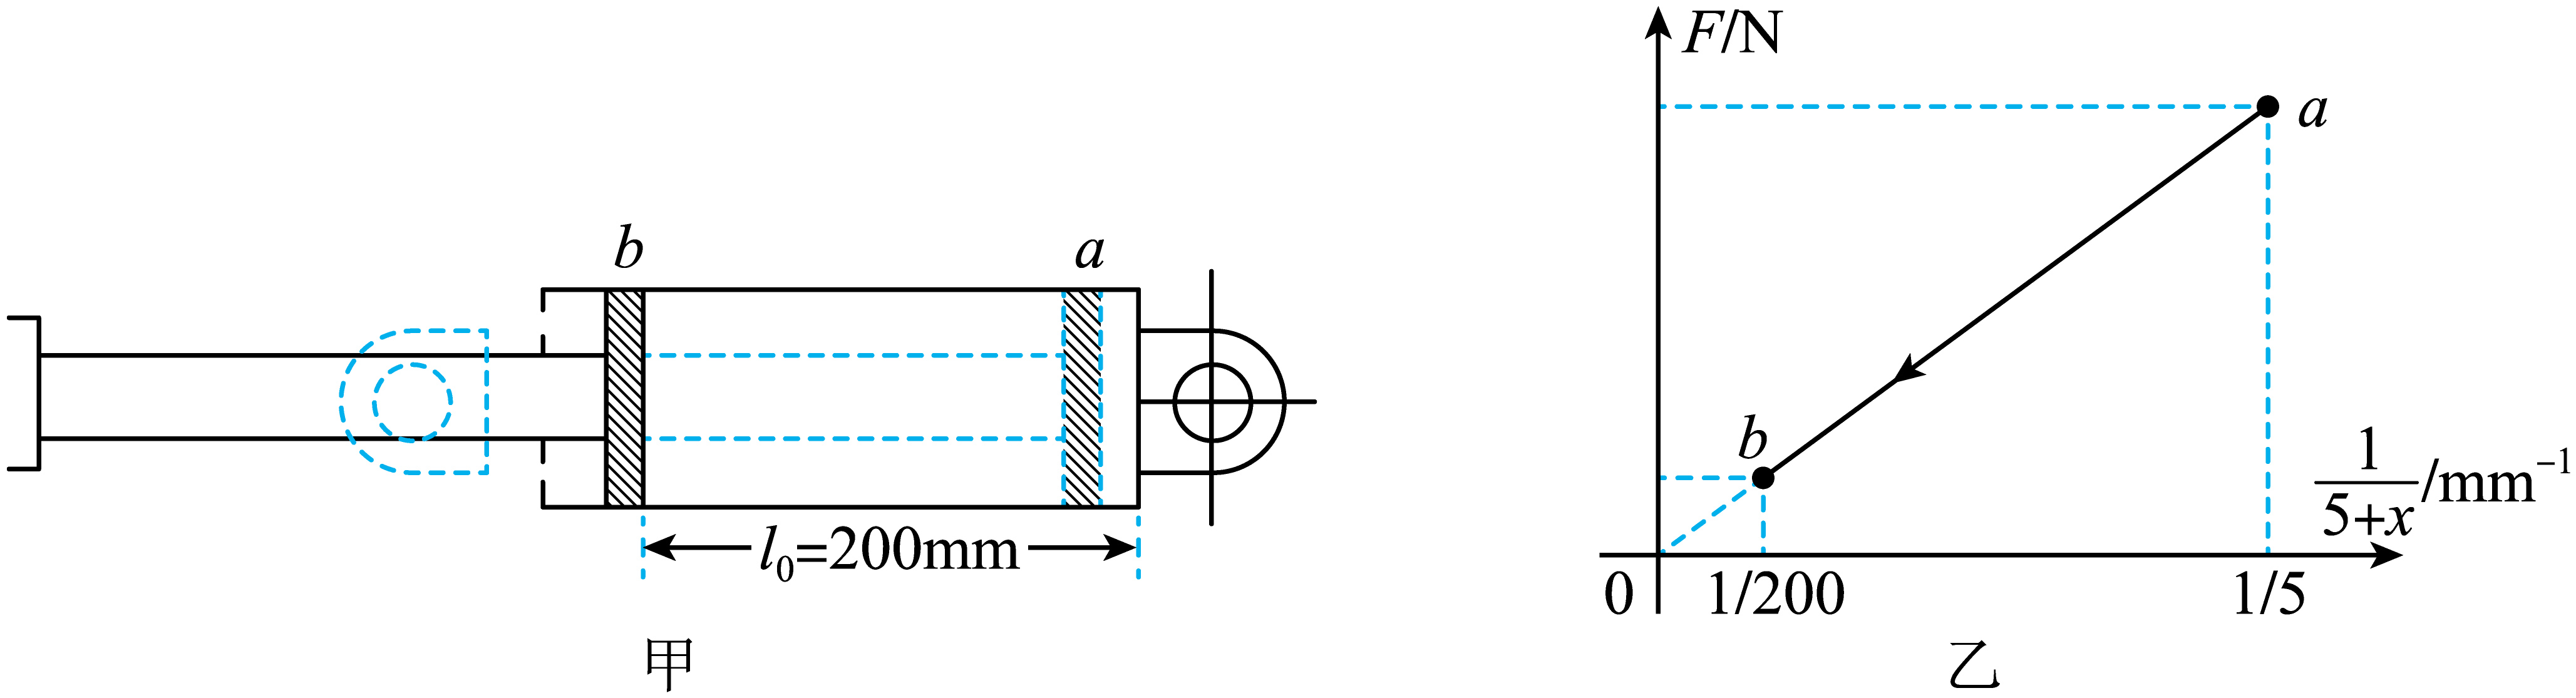 b
a
l₀=200mm
甲
F/N
a
b
1/(5+x)/mm⁻¹
0
1/200
1/5
乙